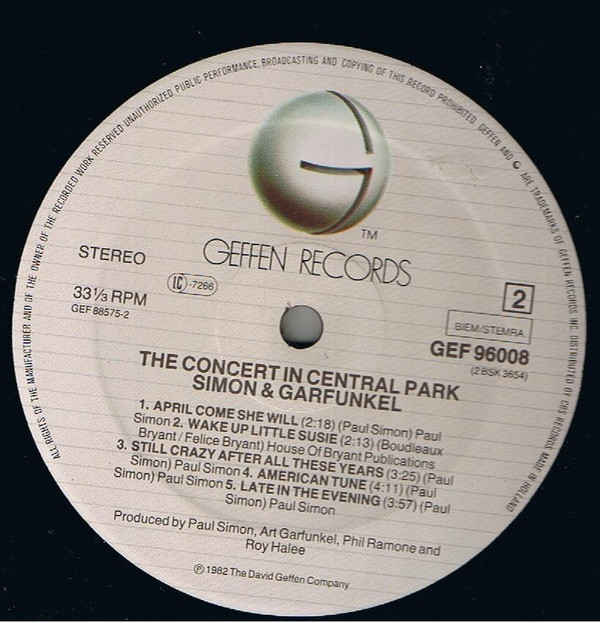 ALL RIGHTS OF THE MANUFACTURER AND OF THE OWNER OF THE RECORDED WORK RESERVED·UNAUTHORIZED PUBLIC PERFORMANCE, BROADCASTING AND COPYING OF THIS RECORD PROHIBITED. GEFFEN AND G ARE TRADEMARKS OF GEFFEN RECORDS INC. DISTRIBUTED BY CBS RECORDS MADE IN HOLLAND
TM
GEFFEN RECORDS
STEREO
LC-7266
33⅓ RPM
GEF 88575-2
2
BIEM/STEMRA
GEF 96008
(2 BSK 3654)
THE CONCERT IN CENTRAL PARK
SIMON & GARFUNKEL
1. APRIL COME SHE WILL (2:18) (Paul Simon) Paul
Simon 2. WAKE UP LITTLE SUSIE (2:13) (Boudleaux
Bryant/Felice Bryant) House Of Bryant Publications
3. STILL CRAZY AFTER ALL THESE YEARS (3:25) (Paul
Simon) Paul Simon 4. AMERICAN TUNE (4:11) (Paul
Simon) Paul Simon 5. LATE IN THE EVENING (3:57) (Paul
Simon) Paul Simon
Produced by Paul Simon, Art Garfunkel, Phil Ramone and
Roy Halee
℗ 1982 The David Geffen Company